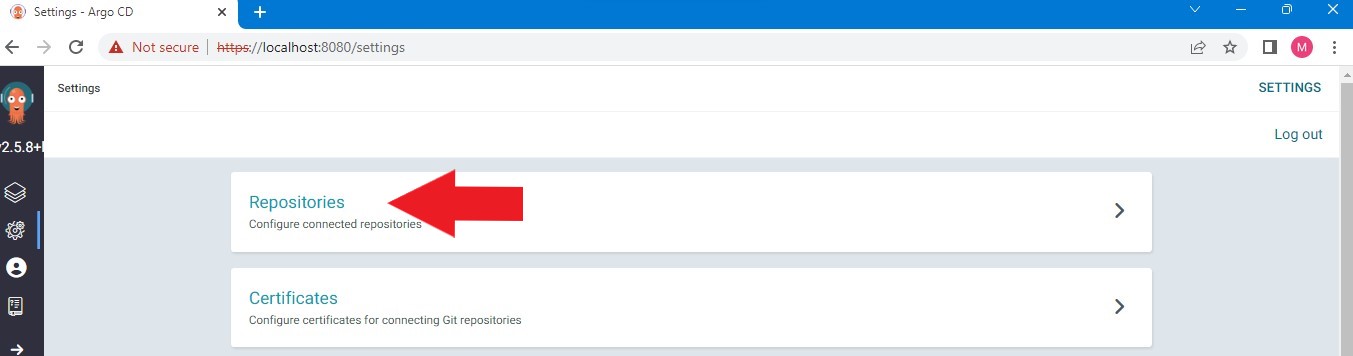 Settings - Argo CD
Not secure
https://localhost:8080/settings
M
Settings
SETTINGS
v2.5.8+
Log out
Repositories
Configure connected repositories
Certificates
Configure certificates for connecting Git repositories